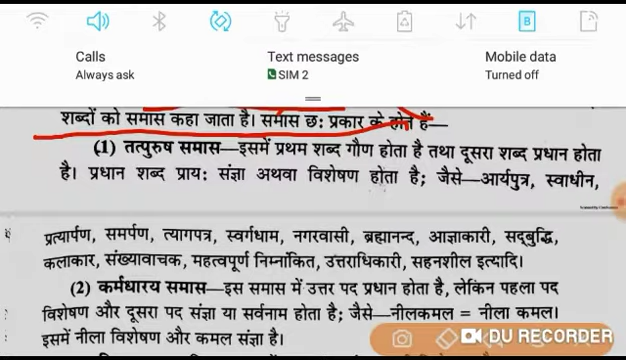 Calls
Always ask
Text messages
SIM 2
Mobile data
Turned off
शब्दों को समास कहा जाता है। समास छः प्रकार के होते हैं—
(1) तत्पुरुष समास—इसमें प्रथम शब्द गौण होता है तथा दूसरा शब्द प्रधान होता
है। प्रधान शब्द प्रायः संज्ञा अथवा विशेषण होता है; जैसे—आर्यपुत्र, स्वाधीन,
प्रत्यार्पण, समर्पण, त्यागपत्र, स्वर्गधाम, नगरवासी, ब्रह्मानन्द, आज्ञाकारी, सद्बुद्धि,
कलाकार, संख्यावाचक, महत्वपूर्ण निम्नांकित, उत्तराधिकारी, सहनशील इत्यादि।
(2) कर्मधारय समास—इस समास में उत्तर पद प्रधान होता है, लेकिन पहला पद
विशेषण और दूसरा पद संज्ञा या सर्वनाम होता है; जैसे—नीलकमल = नीला कमल।
इसमें नीला विशेषण और कमल संज्ञा है।
DU RECORDER